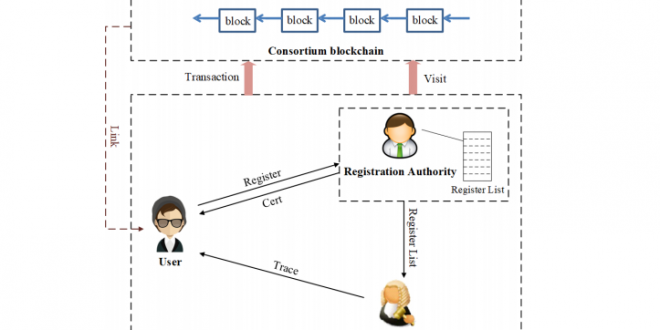 block block block block
Consortium blockchain
Transaction
Visit
Link
Registration Authority
Register List
Register
Cert
User
Register List
Trace